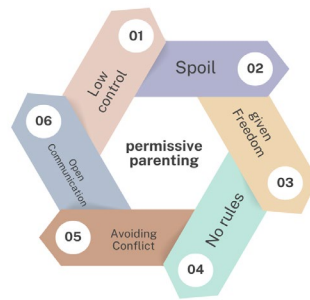 01
Low
control
Spoil
02
given
Freedom
03
No rules
04
Avoiding
Conflict
05
Open
Communication
06
permissive
parenting